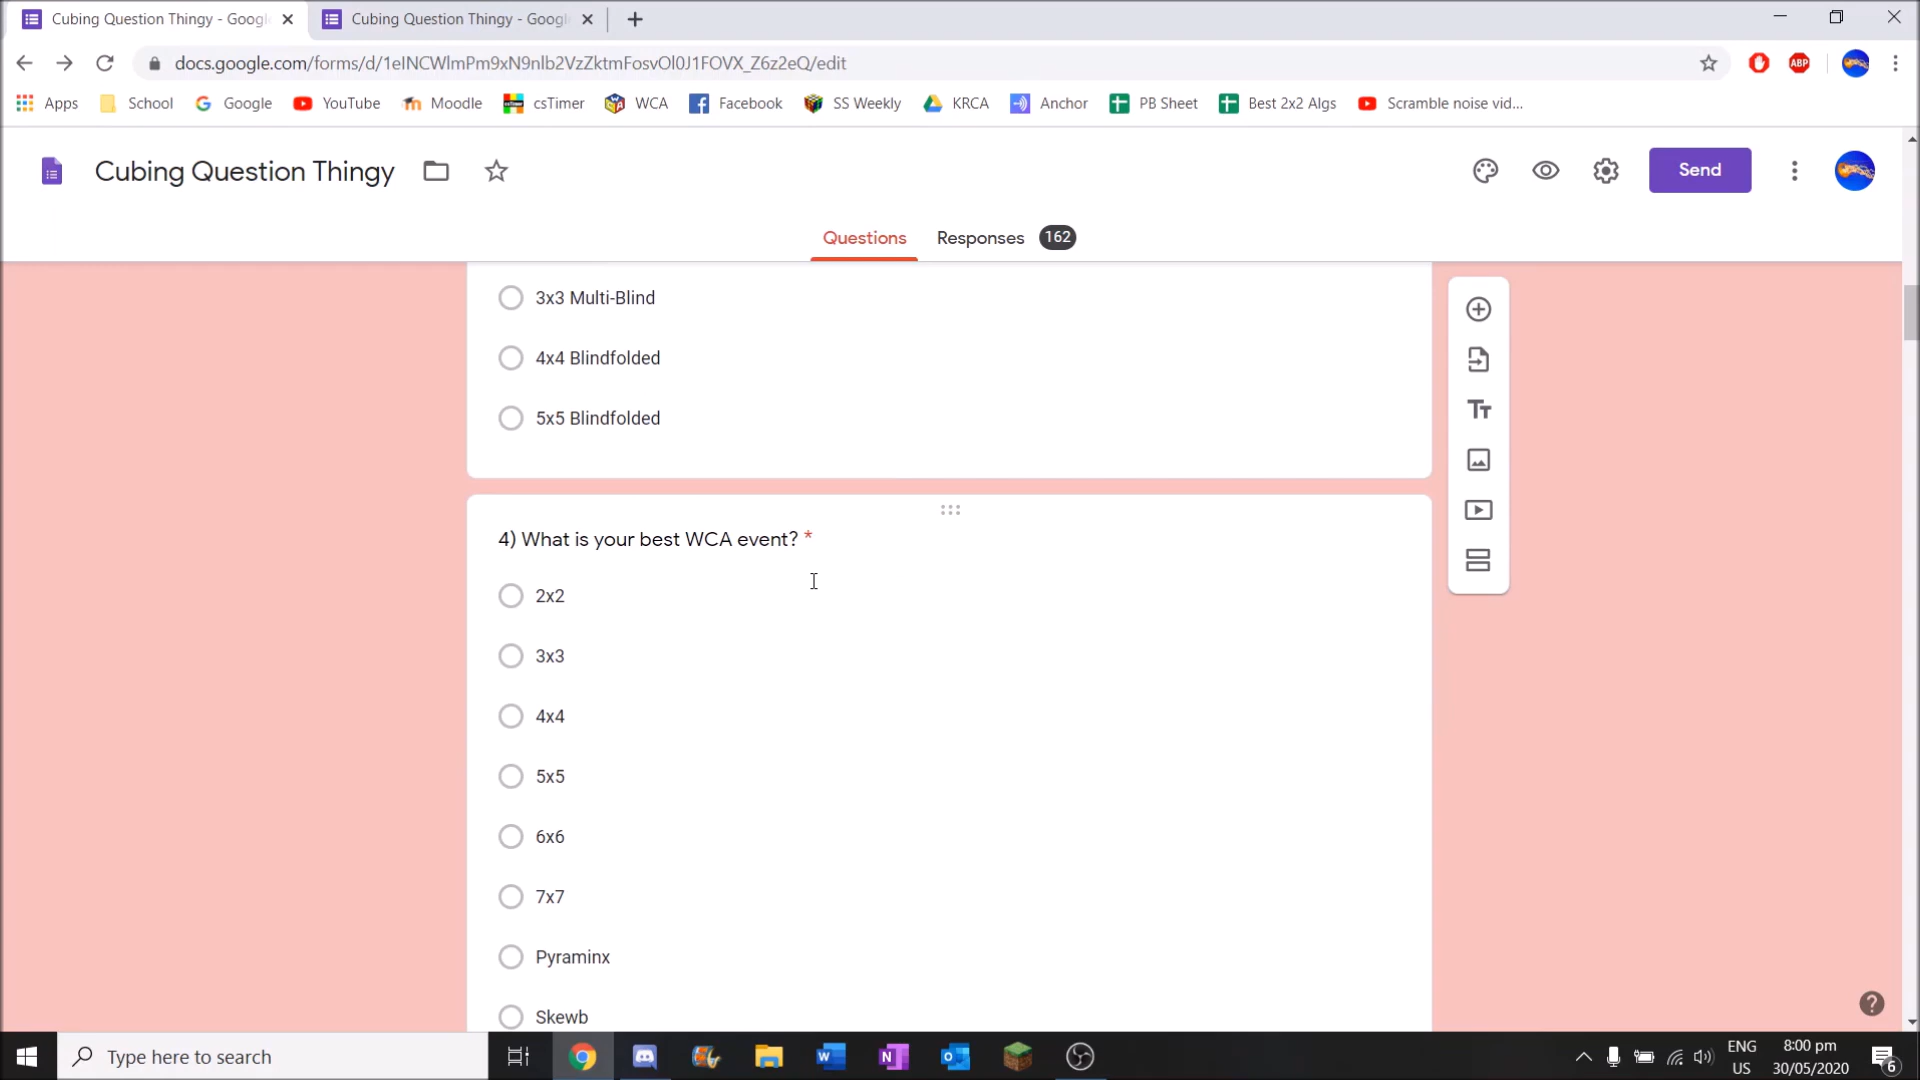 Cubing Question Thingy - Googl
Cubing Question Thingy - Googl
docs.google.com/forms/d/1eINCWlmPm9xN9nlb2VzZktmFosvOl0J1FOVX_Z6z2eQ/edit
ABP
Apps School Google YouTube Moodle csTimer WCA Facebook SS Weekly KRCA Anchor PB Sheet Best 2x2 Algs Scramble noise vid...
Cubing Question Thingy
Send
Questions Responses 162
3x3 Multi-Blind
4x4 Blindfolded
5x5 Blindfolded
4) What is your best WCA event? *
2x2
3x3
4x4
5x5
6x6
7x7
Pyraminx
Skewb
Type here to search
ENG
US
8:00 pm
30/05/2020
6